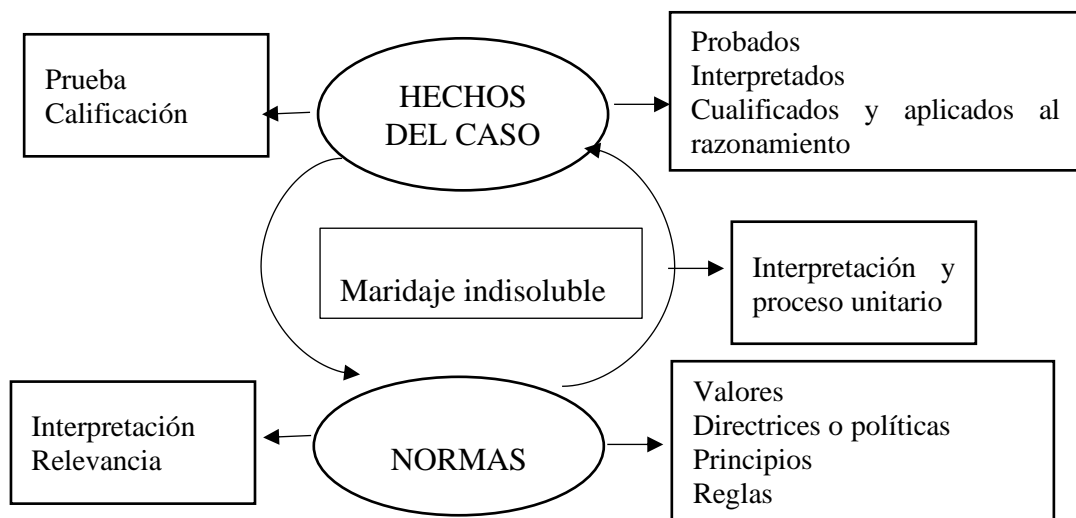 Prueba
Calificación
HECHOS
DEL CASO
Probados
Interpretados
Cualificados y aplicados al
razonamiento
Maridaje indisoluble
Interpretación y
proceso unitario
Interpretación
Relevancia
NORMAS
Valores
Directrices o políticas
Principios
Reglas